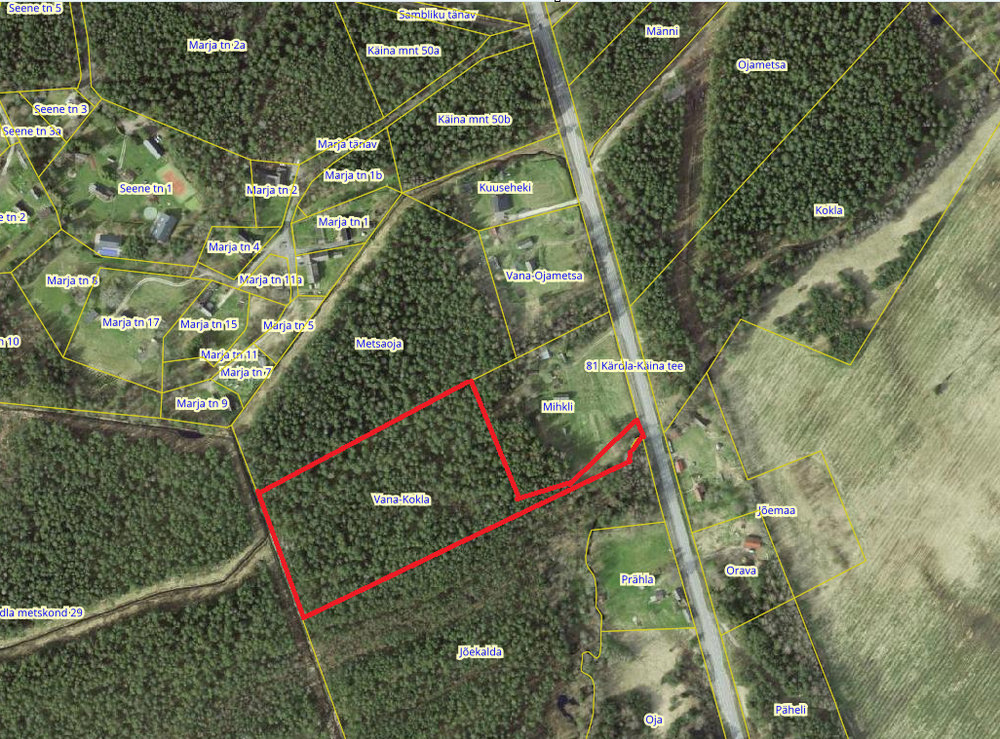 Seene tn 5
Sambliku tänav
Männi
Marja tn 2a
Käina mnt 50a
Ojametsa
Seene tn 3
Käina mnt 50b
Seene tn 3a
Marja tänav
Marja tn 1b
Seene tn 1
Marja tn 2
Kuuseheki
Kokla
e tn 2
Marja tn 1
Marja tn 4
Vana-Ojametsa
Marja tn 8
Marja tn 11a
Marja tn 17
Marja tn 15
Marja tn 5
n 10
Metsaoja
Marja tn 11
81 Kärdla-Käina tee
Marja tn 7
Marja tn 9
Mihkli
Vana-Kokla
Jõemaa
Orava
Prähla
dla metskond 29
Jõekalda
Päheli
Oja